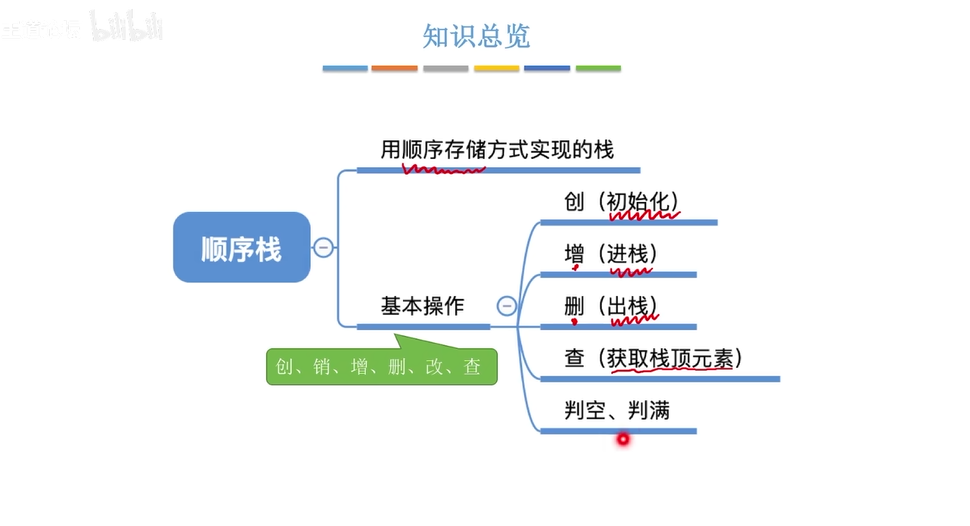 bilibili
知识总览
用顺序存储方式实现的栈
创（初始化）
顺序栈
增（进栈）
基本操作
删（出栈）
创、销、增、删、改、查
查（获取栈顶元素）
判空、判满